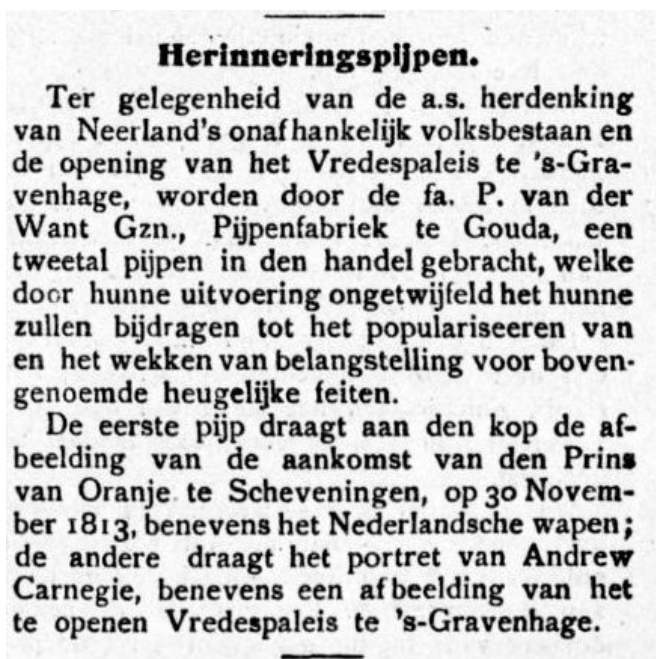 Herinneringspijpen.
Ter gelegenheid van de a.s. herdenking
van Neerland's onafhankelijk volksbestaan en
de opening van het Vredespaleis te 's-Gra-
venhage, worden door de fa. P. van der
Want Gzn., Pijpenfabriek te Gouda, een
tweetal pijpen in den handel gebracht, welke
door hunne uitvoering ongetwijfeld het hunne
zullen bijdragen tot het populariseeren van
en het wekken van belangstelling voor boven-
genoemde heugelijke feiten.
De eerste pijp draagt aan den kop de af-
beelding van de aankomst van den Prins
van Oranje te Scheveningen, op 30 Novem-
ber 1813, benevens het Nederlandsche wapen;
de andere draagt het portret van Andrew
Carnegie, benevens een afbeelding van het
te openen Vredespaleis te 's-Gravenhage.